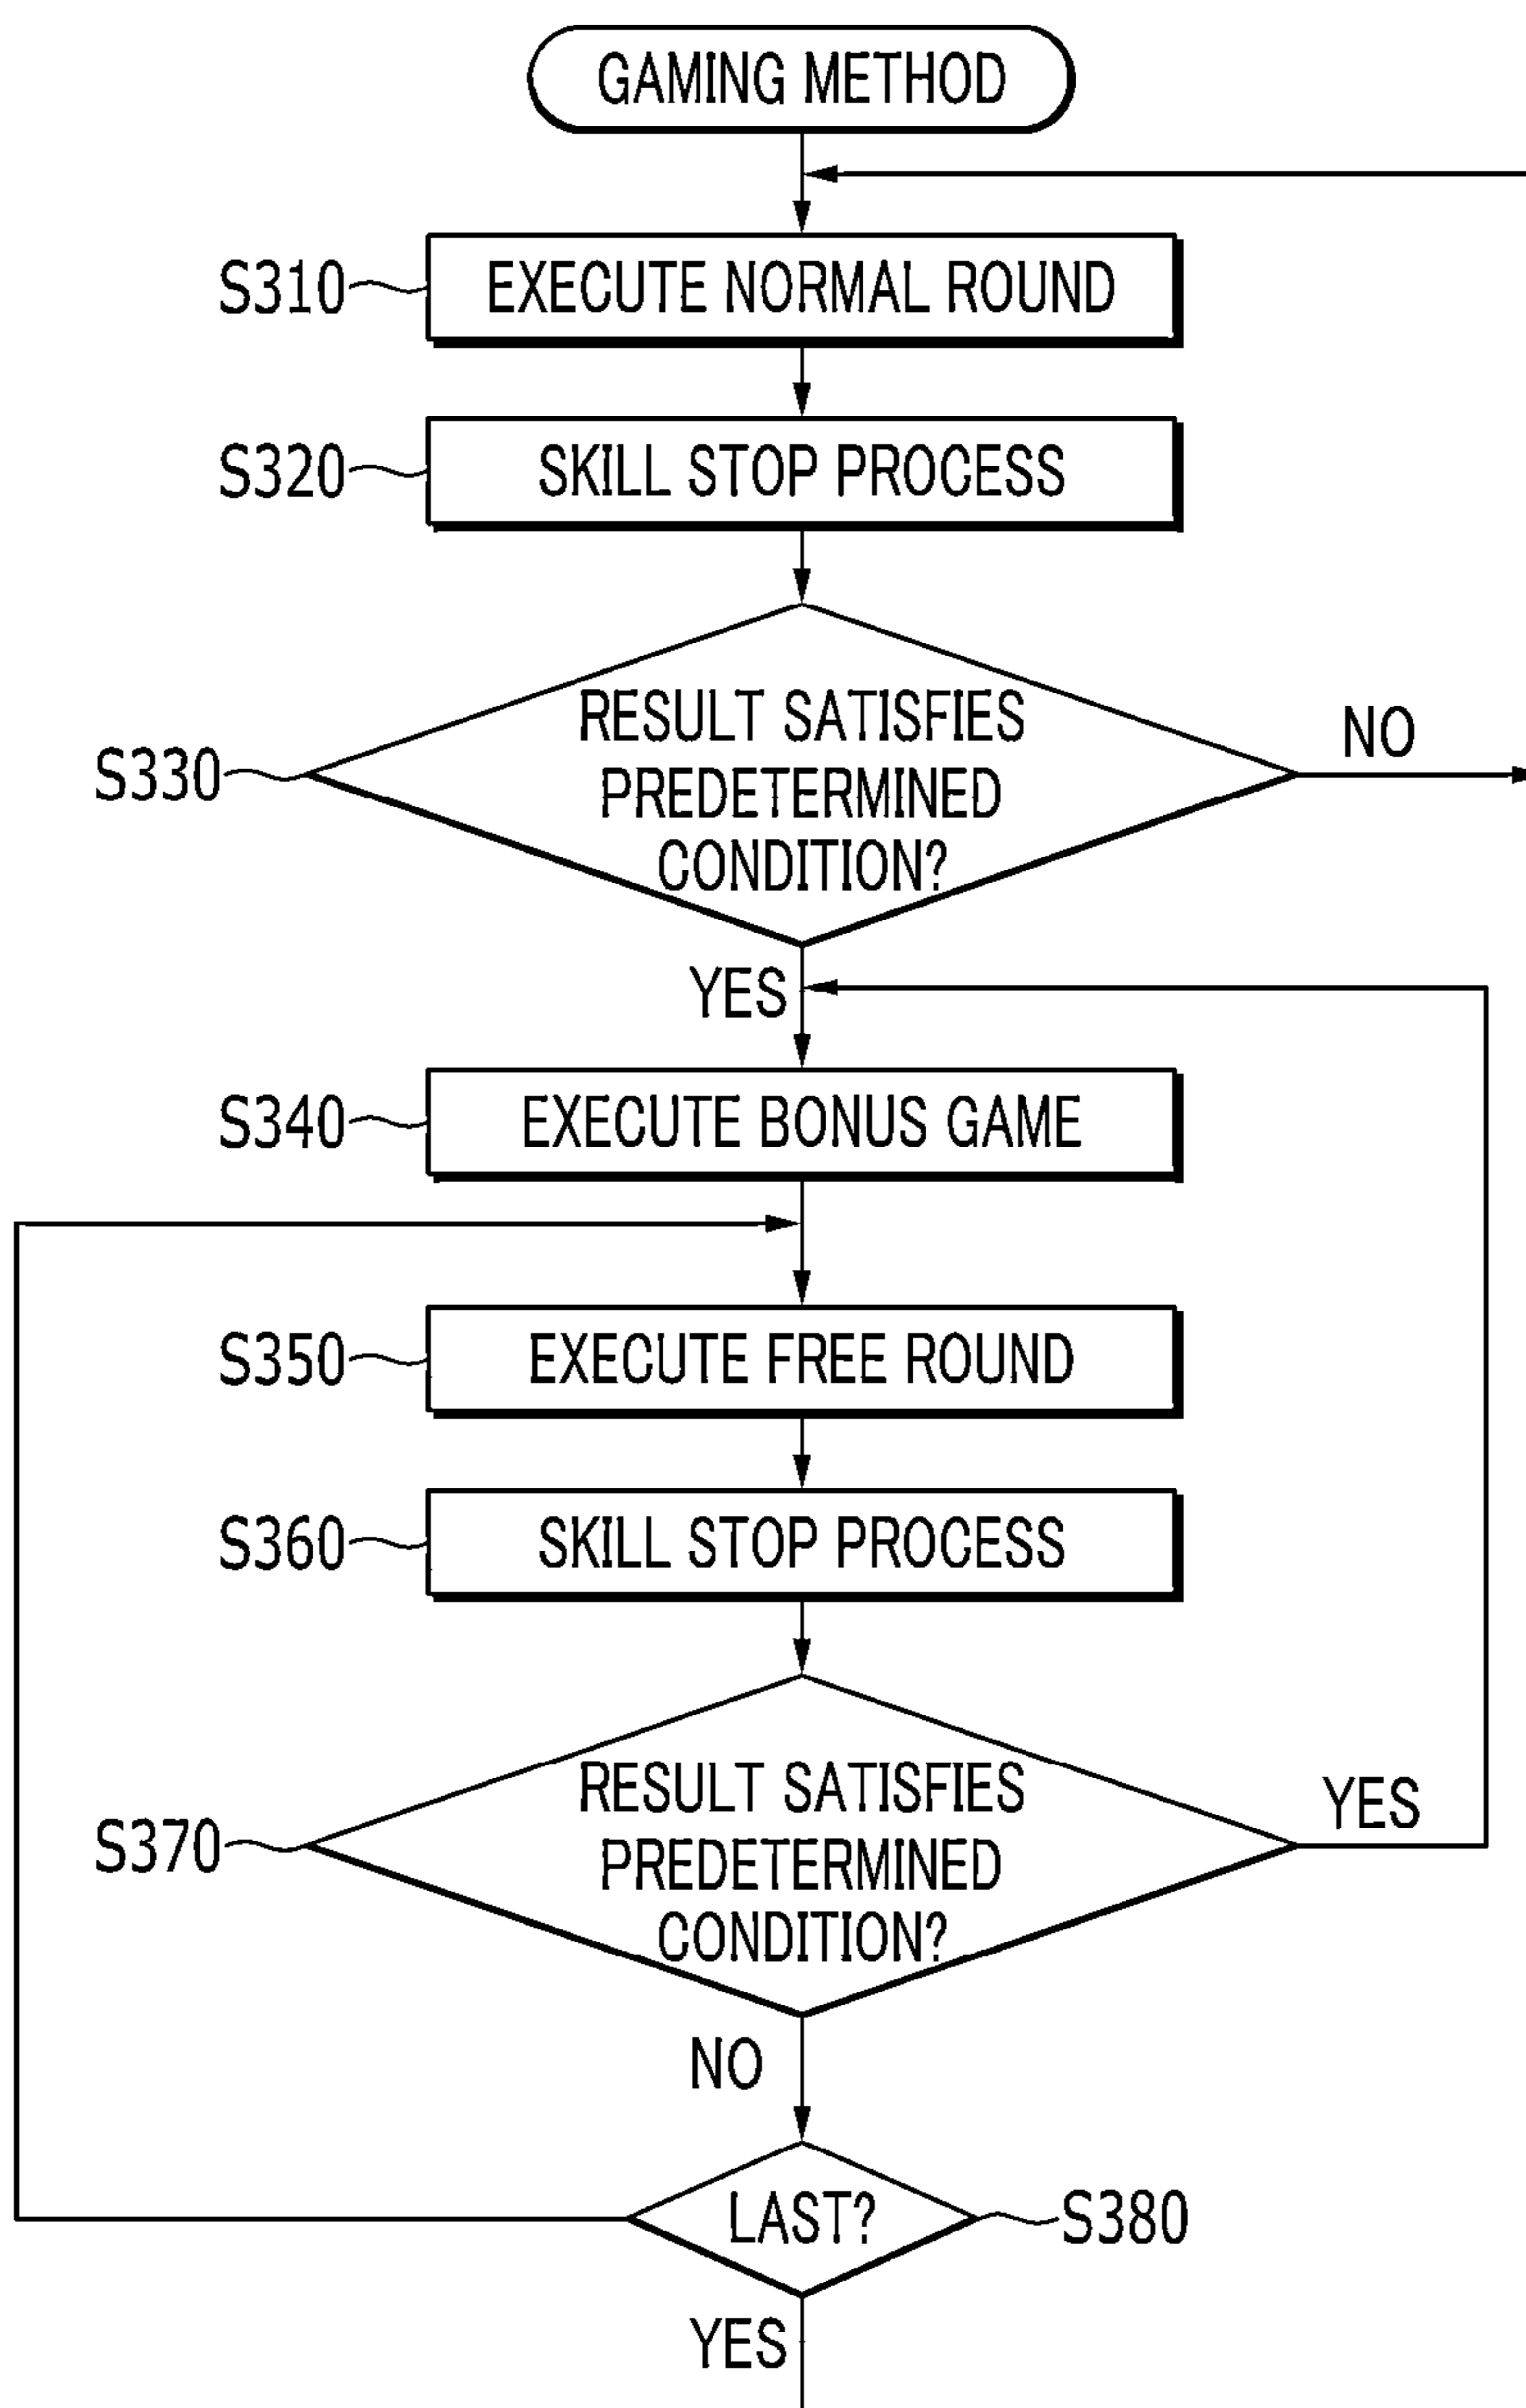 GAMING METHOD
S310
EXECUTE NORMAL ROUND
S320
SKILL STOP PROCESS
S330
RESULT SATISFIES
PREDETERMINED
CONDITION?
NO
YES
S340
EXECUTE BONUS GAME
S350
EXECUTE FREE ROUND
S360
SKILL STOP PROCESS
S370
RESULT SATISFIES
PREDETERMINED
CONDITION?
YES
NO
LAST?
S380
YES